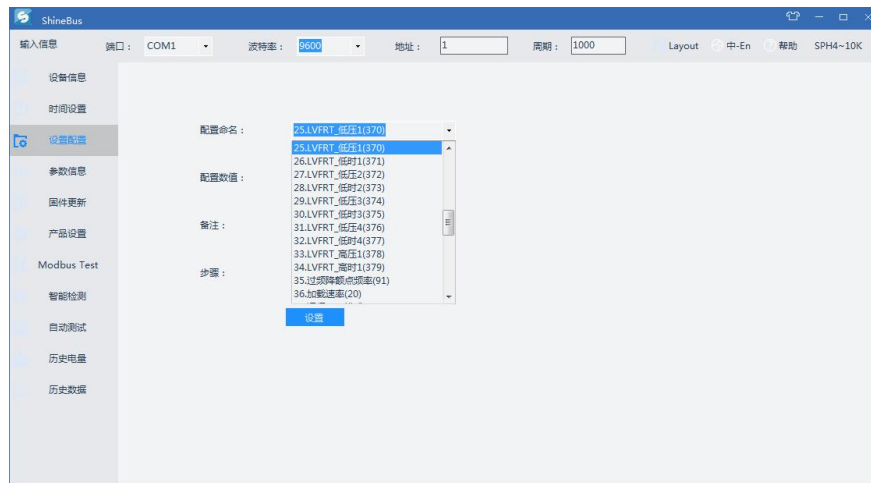 ShineBus
输入信息 端口： COM1 波特率： 9600 地址： 1 周期： 1000 Layout 中-En 帮助 SPH4~10K
设备信息
时间设置
设置配置
参数信息
固件更新
产品设置
Modbus Test
智能检测
自动测试
历史电量
历史数据
配置命名： 25.LVFRT_低压1(370)
配置数值：
备注：
步骤：
25.LVFRT_低压1(370)
26.LVFRT_低时1(371)
27.LVFRT_低压2(372)
28.LVFRT_低时2(373)
29.LVFRT_低压3(374)
30.LVFRT_低时3(375)
31.LVFRT_低压4(376)
32.LVFRT_低时4(377)
33.LVFRT_高压1(378)
34.LVFRT_高时1(379)
35.过频降额点频率(91)
36.加载速率(20)
设置